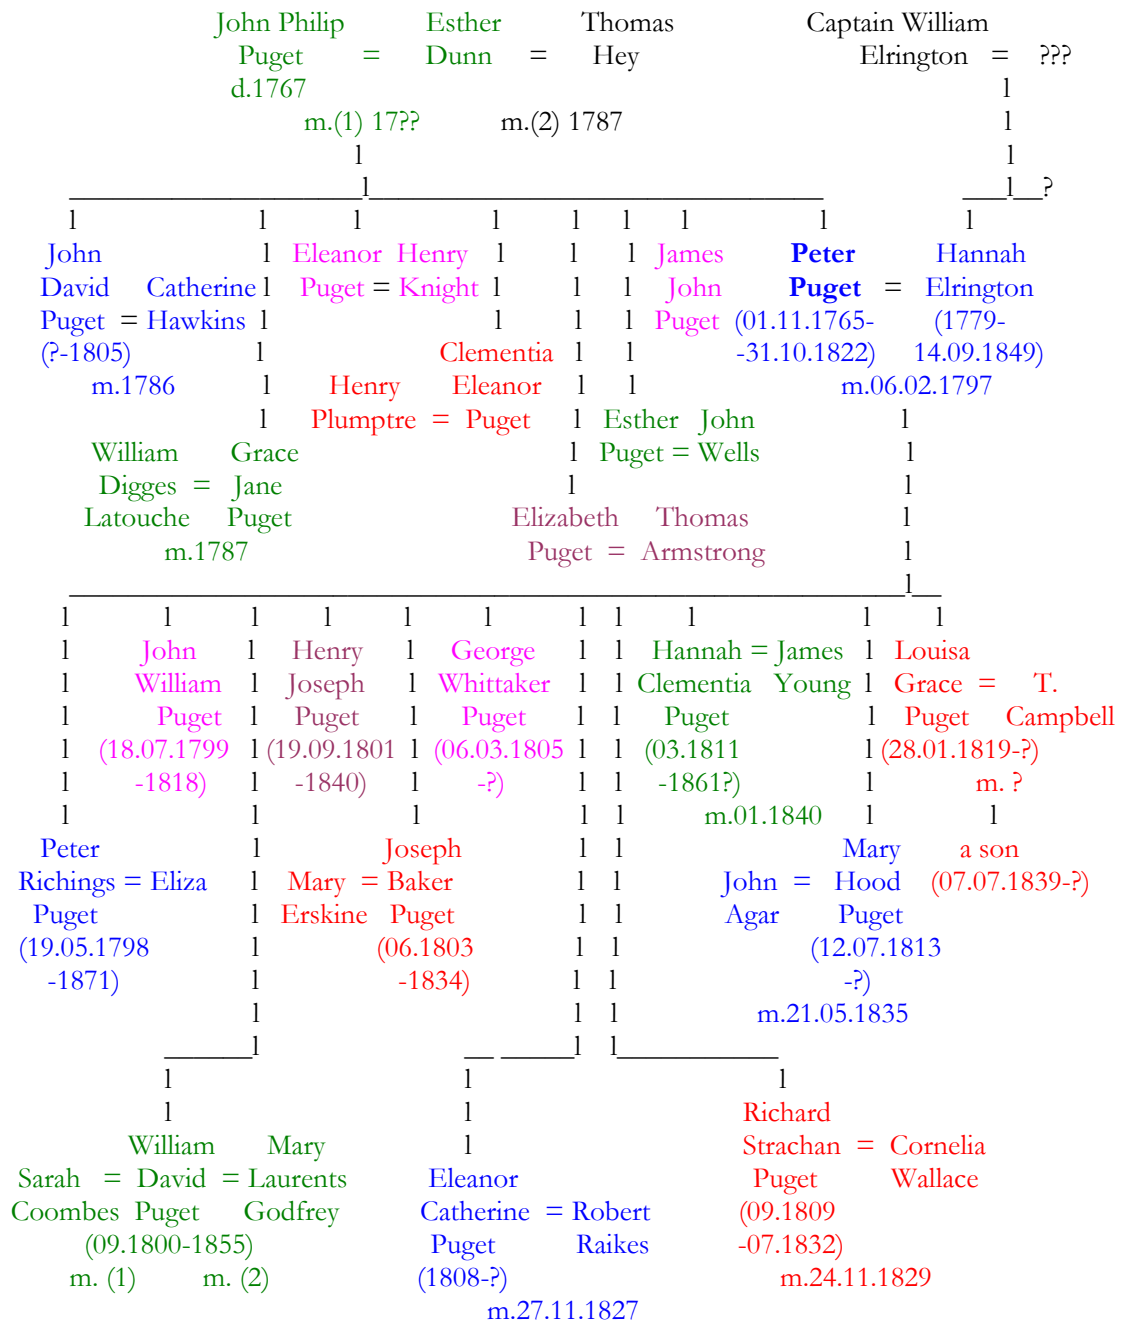 John Philip Esther Thomas Captain William
Puget = Dunn = Hey Elrington = ???
d.1767 l
m.(1) 17?? m.(2) 1787 l
l l
___________________l______________________________ ___l__?
l l l l l l l l l
John l Eleanor Henry l l l James Peter Hannah
David Catherine l Puget = Knight l l l John Puget = Elrington
Puget = Hawkins l l l l Puget (01.11.1765- (1779-
(?-1805) l Clementia l l -31.10.1822) 14.09.1849)
m.1786 l Henry Eleanor l l m.06.02.1797
l Plumptre = Puget l Esther John l
William Grace l Puget = Wells l
Digges = Jane l l
Latouche Puget Elizabeth Thomas l
m.1787 Puget = Armstrong l
_________________________________________________________l__
l l l l l l l l l l l
l John l Henry l George l l Hannah = James l Louisa
l William l Joseph l Whittaker l l Clementia Young l Grace = T.
l Puget l Puget l Puget l l Puget l Puget Campbell
l (18.07.1799 l (19.09.1801 l (06.03.1805 l l (03.1811 l (28.01.1819-?)
l -1818) l -1840) l -?) l l -1861?) l m. ?
l l l l l m.01.1840 l l
Peter l Joseph l l Mary a son
Richings = Eliza l Mary = Baker l l John = Hood (07.07.1839-?)
Puget l Erskine Puget l l Agar Puget
(19.05.1798 l (06.1803 l l (12.07.1813
-1871) l -1834) l l -?)
l l l m.21.05.1835
______l __ _____l l___________
l l l
l l Richard
William Mary l Strachan = Cornelia
Sarah = David = Laurents Eleanor Puget Wallace
Coombes Puget Godfrey Catherine = Robert (09.1809
(09.1800-1855) Puget Raikes -07.1832)
m. (1) m. (2) (1808-?) m.24.11.1829
m.27.11.1827